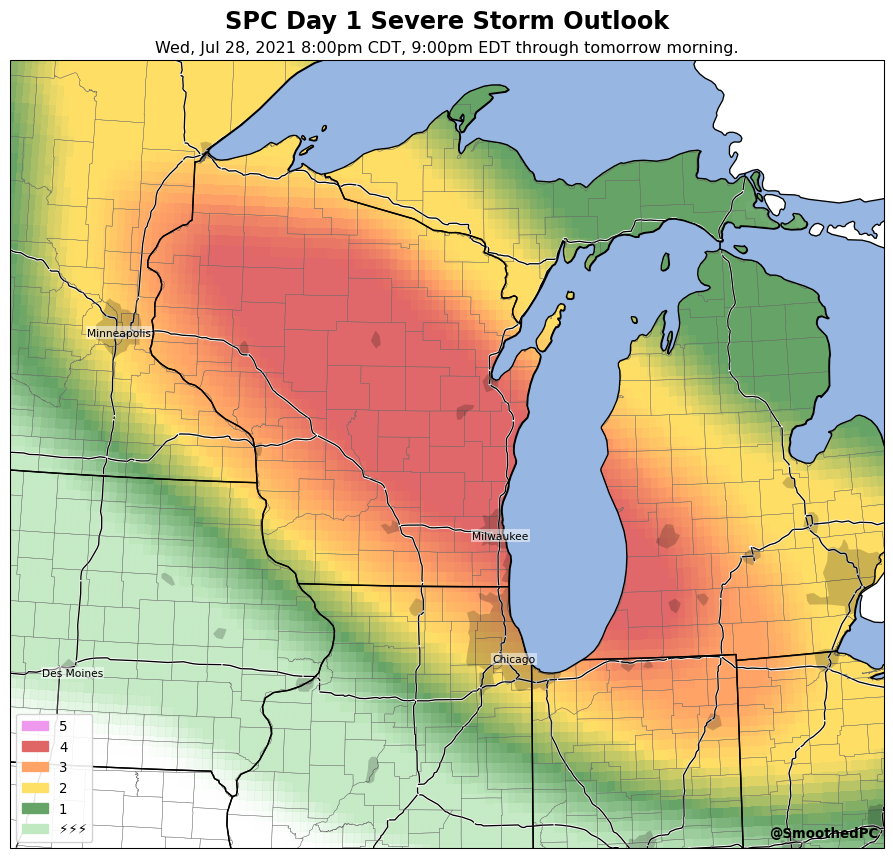 SPC Day 1 Severe Storm Outlook
Wed, Jul 28, 2021 8:00pm CDT, 9:00pm EDT through tomorrow morning.
Minneapolis
Milwaukee
Chicago
Des Moines
5
4
3
2
1
⚡⚡⚡
@SmoothedPC